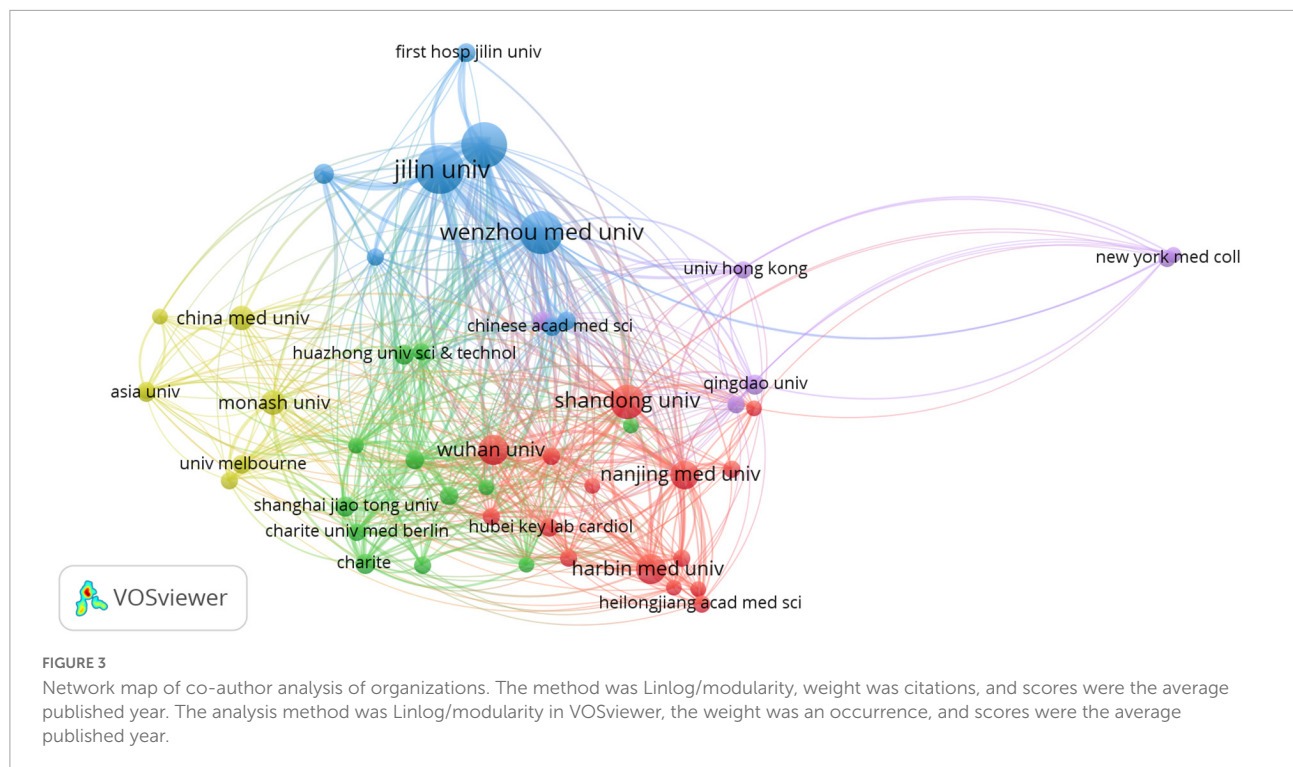 first hosp jilin univ
jilin univ
wenzhou med univ
univ hong kong
new york med coll
china med univ
chinese acad med sci
huazhong univ sci & technol
qingdao univ
asia univ
monash univ
shandong univ
wuhan univ
univ melbourne
nanjing med univ
shanghai jiao tong univ
hubei key lab cardiol
charite univ med berlin
charite
harbin med univ
heilongjiang acad med sci
VOSviewer
FIGURE 3
Network map of co-author analysis of organizations. The method was Linlog/modularity, weight was citations, and scores were the average
published year. The analysis method was Linlog/modularity in VOSviewer, the weight was an occurrence, and scores were the average
published year.